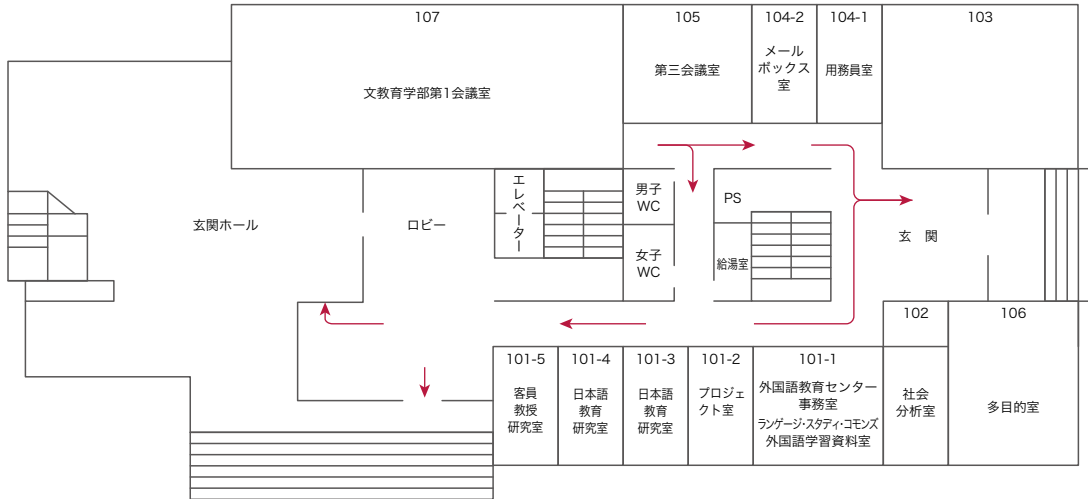 107
文教育学部第1会議室
105
第三会議室
104-2
メール
ボックス
室
104-1
用務員室
103
玄関ホール
ロビー
エレベーター
男子
WC
女子
WC
PS
給湯室
玄　関
101-5
客員
教授
研究室
101-4
日本語
教育
研究室
101-3
日本語
教育
研究室
101-2
プロジェ
クト室
101-1
外国語教育センター
事務室
ランゲージ・スタディ・コモンズ
外国語学習資料室
102
社会
分析室
106
多目的室